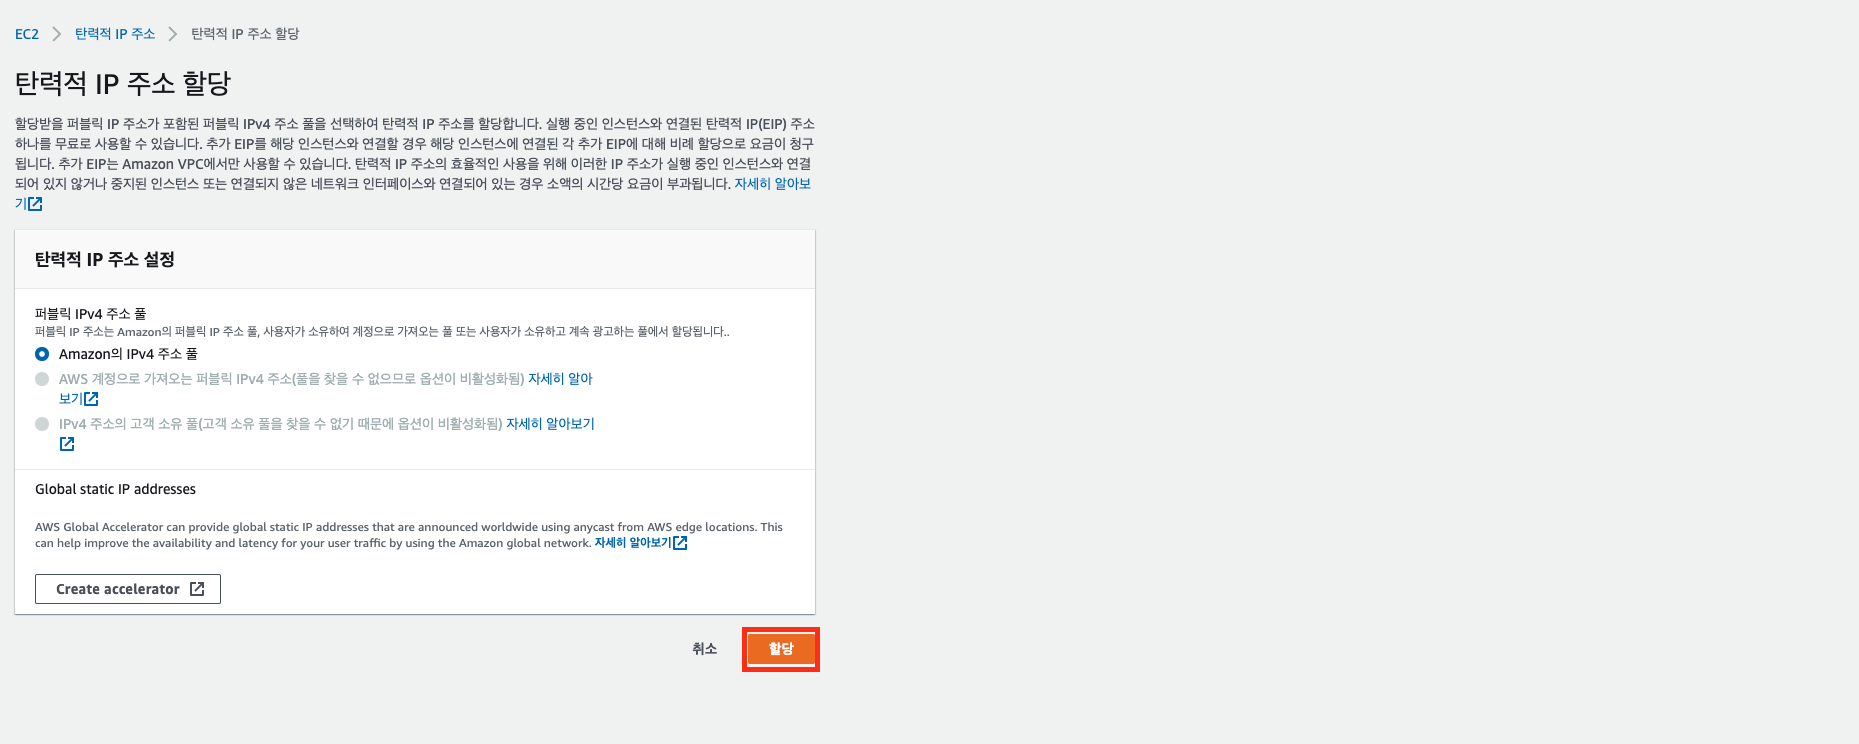 EC2 탄력적 IP 주소 탄력적 IP 주소 할당
탄력적 IP 주소 할당
할당받을 퍼블릭 IP 주소가 포함된 퍼블릭 IPv4 주소 풀을 선택하여 탄력적 IP 주소를 할당합니다. 실행 중인 인스턴스와 연결된 탄력적 IP(EIP) 주소
하나를 무료로 사용할 수 있습니다. 추가 EIP를 해당 인스턴스와 연결할 경우 해당 인스턴스에 연결된 각 추가 EIP에 대해 비례 할당으로 요금이 청구
됩니다. 추가 EIP는 Amazon VPC에서만 사용할 수 있습니다. 탄력적 IP 주소의 효율적인 사용을 위해 이러한 IP 주소가 실행 중인 인스턴스와 연결
되어 있지 않거나 중지된 인스턴스 또는 연결되지 않은 네트워크 인터페이스와 연결되어 있는 경우 소액의 시간당 요금이 부과됩니다. 자세히 알아보
기
탄력적 IP 주소 설정
퍼블릭 IPv4 주소 풀
퍼블릭 IP 주소는 Amazon의 퍼블릭 IP 주소 풀, 사용자가 소유하여 계정으로 가져오는 풀 또는 사용자가 소유하고 계속 광고하는 풀에서 할당됩니다..
Amazon의 IPv4 주소 풀
AWS 계정으로 가져오는 퍼블릭 IPv4 주소(풀을 찾을 수 없으므로 옵션이 비활성화됨) 자세히 알아
보기
IPv4 주소의 고객 소유 풀(고객 소유 풀을 찾을 수 없기 때문에 옵션이 비활성화됨) 자세히 알아보기
Global static IP addresses
AWS Global Accelerator can provide global static IP addresses that are announced worldwide using anycast from AWS edge locations. This
can help improve the availability and latency for your user traffic by using the Amazon global network. 자세히 알아보기
Create accelerator
취소 할당